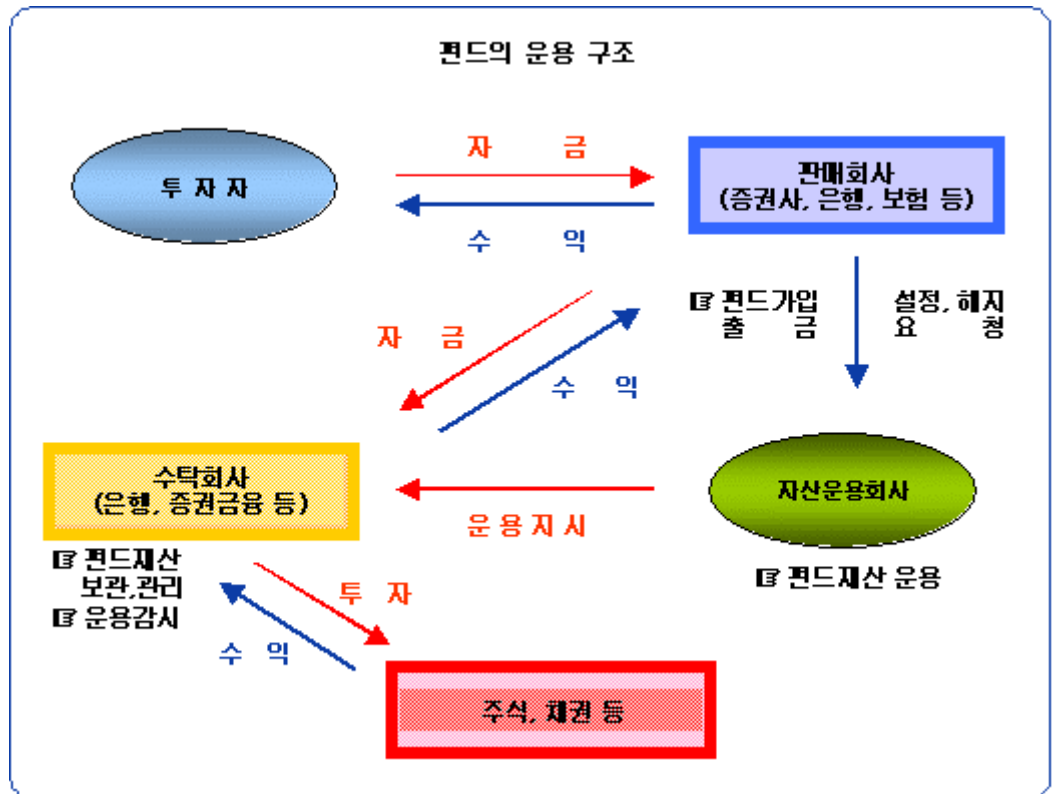 펀드의 운용 구조
투 자 자
자 금
수 익
판매회사
(증권사, 은행, 보험 등)
☞ 펀드가입
출 금
설정, 해지
요 청
자 금
수 익
수탁회사
(은행, 증권금융 등)
☞ 펀드재산
보관,관리
☞ 운용감시
운 용 지 시
자산운용회사
☞ 펀드재산 운용
투 자
수 익
주식, 채권 등